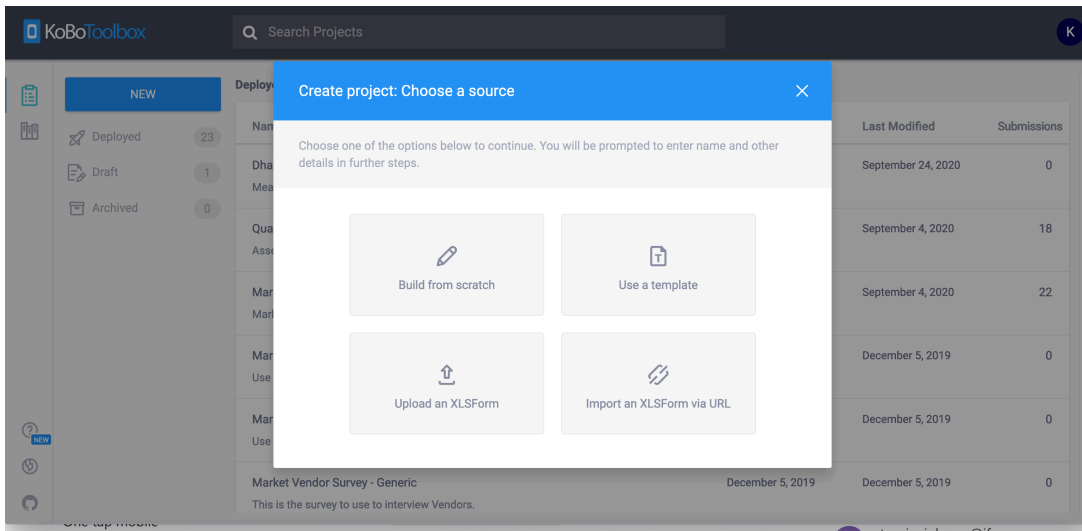 KoBoToolbox
Search Projects
K
NEW
Deployed 23
Draft 1
Archived 0
NEW
Create project: Choose a source
Choose one of the options below to continue. You will be prompted to enter name and other
details in further steps.
Build from scratch
Use a template
Upload an XLSForm
Import an XLSForm via URL
Last Modified Submissions
September 24, 2020 0
September 4, 2020 18
September 4, 2020 22
December 5, 2019 0
Use
December 5, 2019 0
Use
Market Vendor Survey - Generic December 5, 2019 December 5, 2019 0
This is the survey to use to interview Vendors.